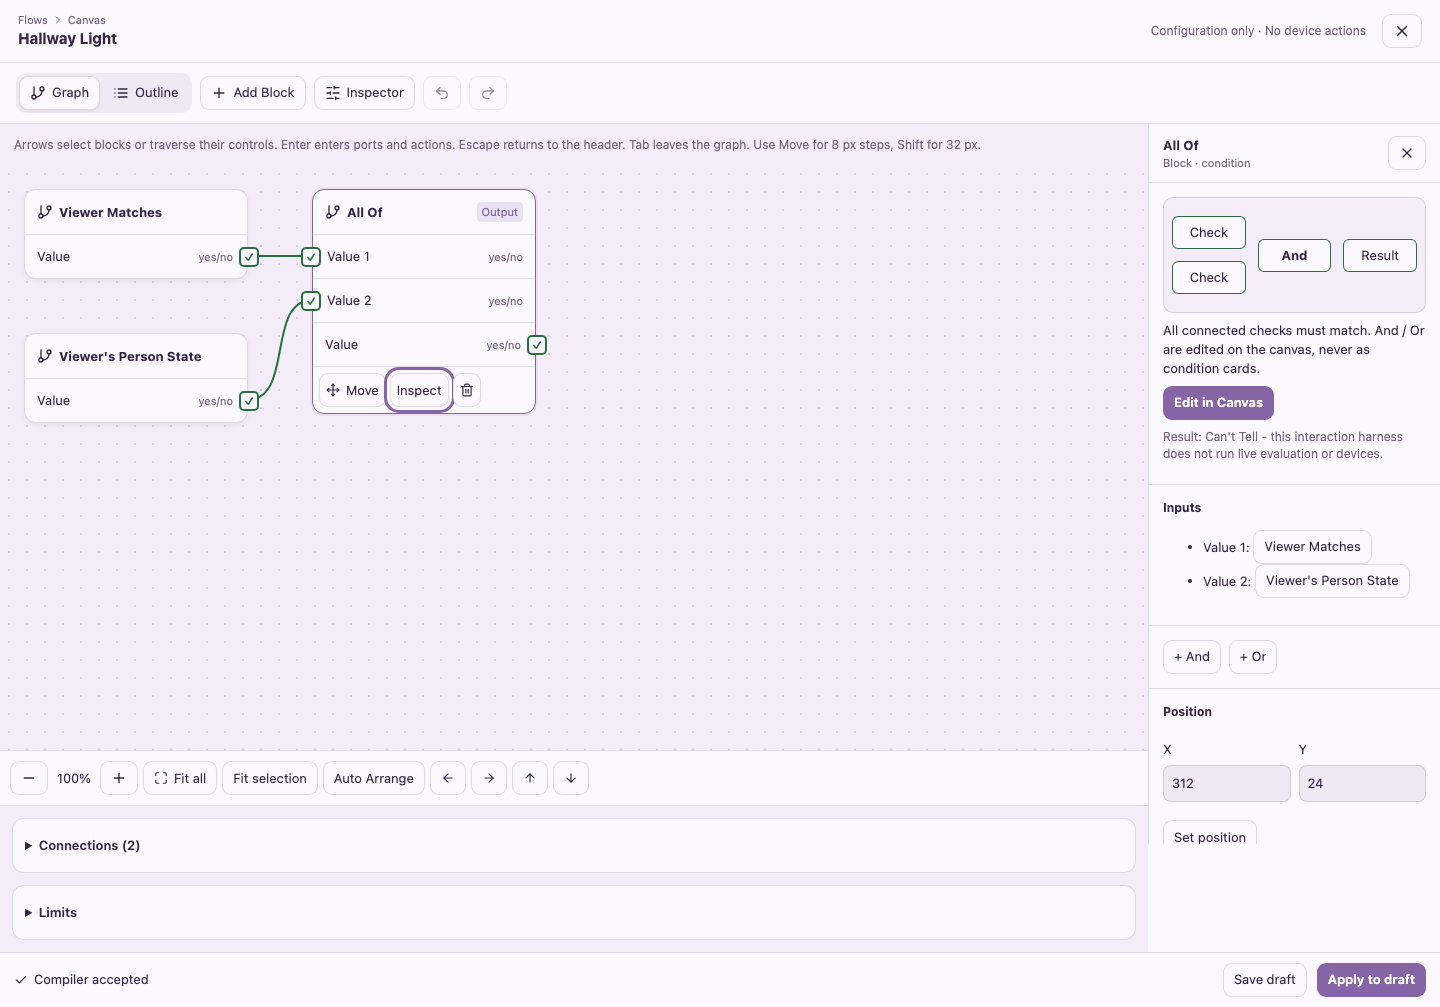 Flows > Canvas
Hallway Light
Configuration only · No device actions
Graph
Outline
Add Block
Inspector
Arrows select blocks or traverse their controls. Enter enters ports and actions. Escape returns to the header. Tab leaves the graph. Use Move for 8 px steps, Shift for 32 px.
Viewer Matches
Value yes/no
Viewer's Person State
Value yes/no
All Of Output
Value 1 yes/no
Value 2 yes/no
Value yes/no
Move Inspect
All Of
Block · condition
Check
Check
And
Result
All connected checks must match. And / Or
are edited on the canvas, never as
condition cards.
Edit in Canvas
Result: Can't Tell - this interaction harness
does not run live evaluation or devices.
Inputs
• Value 1: Viewer Matches
• Value 2: Viewer's Person State
+ And + Or
Position
X Y
312 24
Set position
100%
Fit all
Fit selection
Auto Arrange
Connections (2)
Limits
Compiler accepted
Save draft
Apply to draft